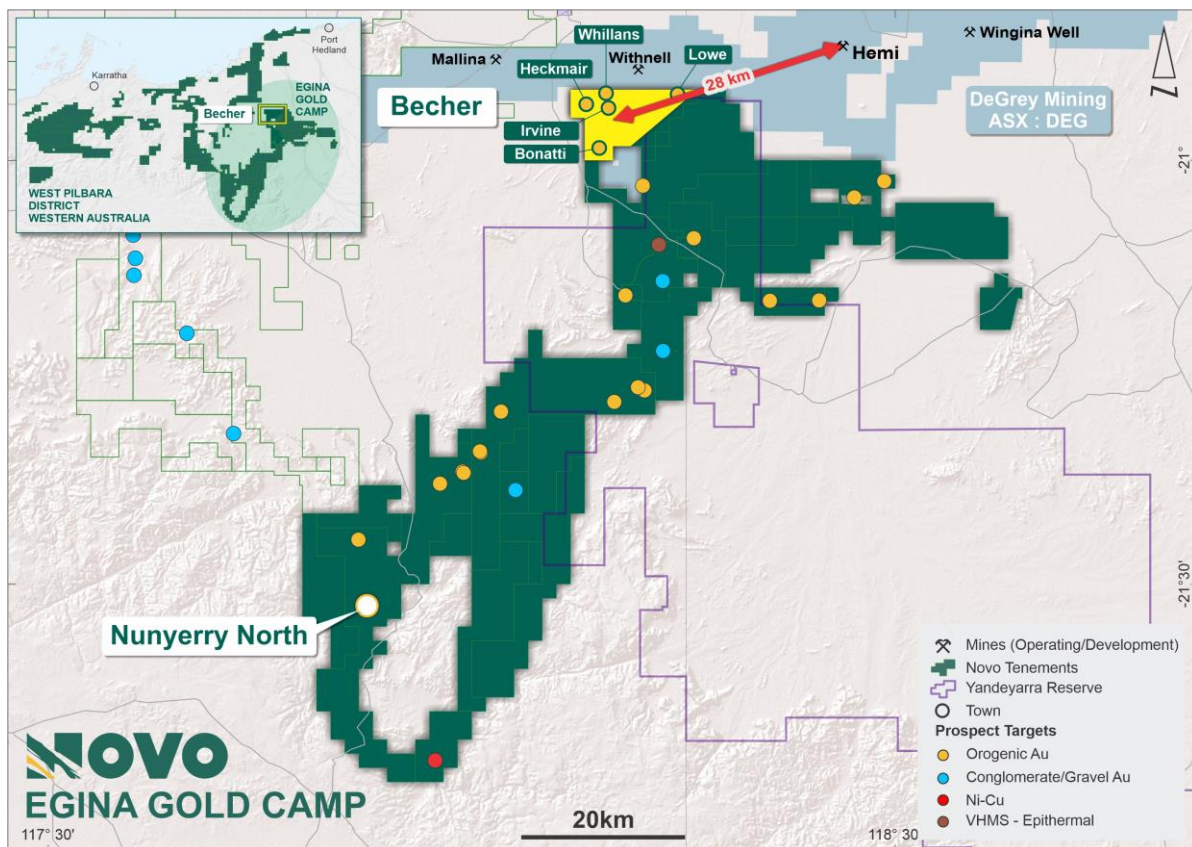 Port
Hedland
Karratha
EGINA
GOLD
CAMP
Becher
WEST PILBARA
DISTRICT
WESTERN AUSTRALIA
Whillans
Mallina
Withnell
Heckmair
Lowe
28 km
Hemi
Wingina Well
Becher
Irvine
Bonatti
DeGrey Mining
ASX : DEG
N
-21°
-21°30'
Nunyerry North
Mines (Operating/Development)
Novo Tenements
Yandeyarra Reserve
Town
Prospect Targets
Orogenic Au
Conglomerate/Gravel Au
Ni-Cu
VHMS - Epithermal
NOVO
EGINA GOLD CAMP
20km
117° 30'
118° 30'